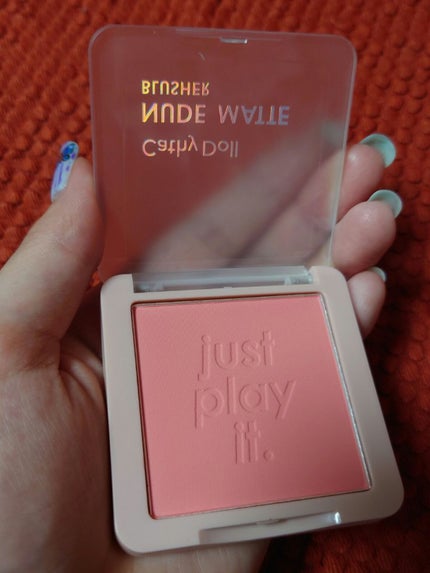 Cathy Doll
NUDE MATTE
BLUSHER
just
play
it.